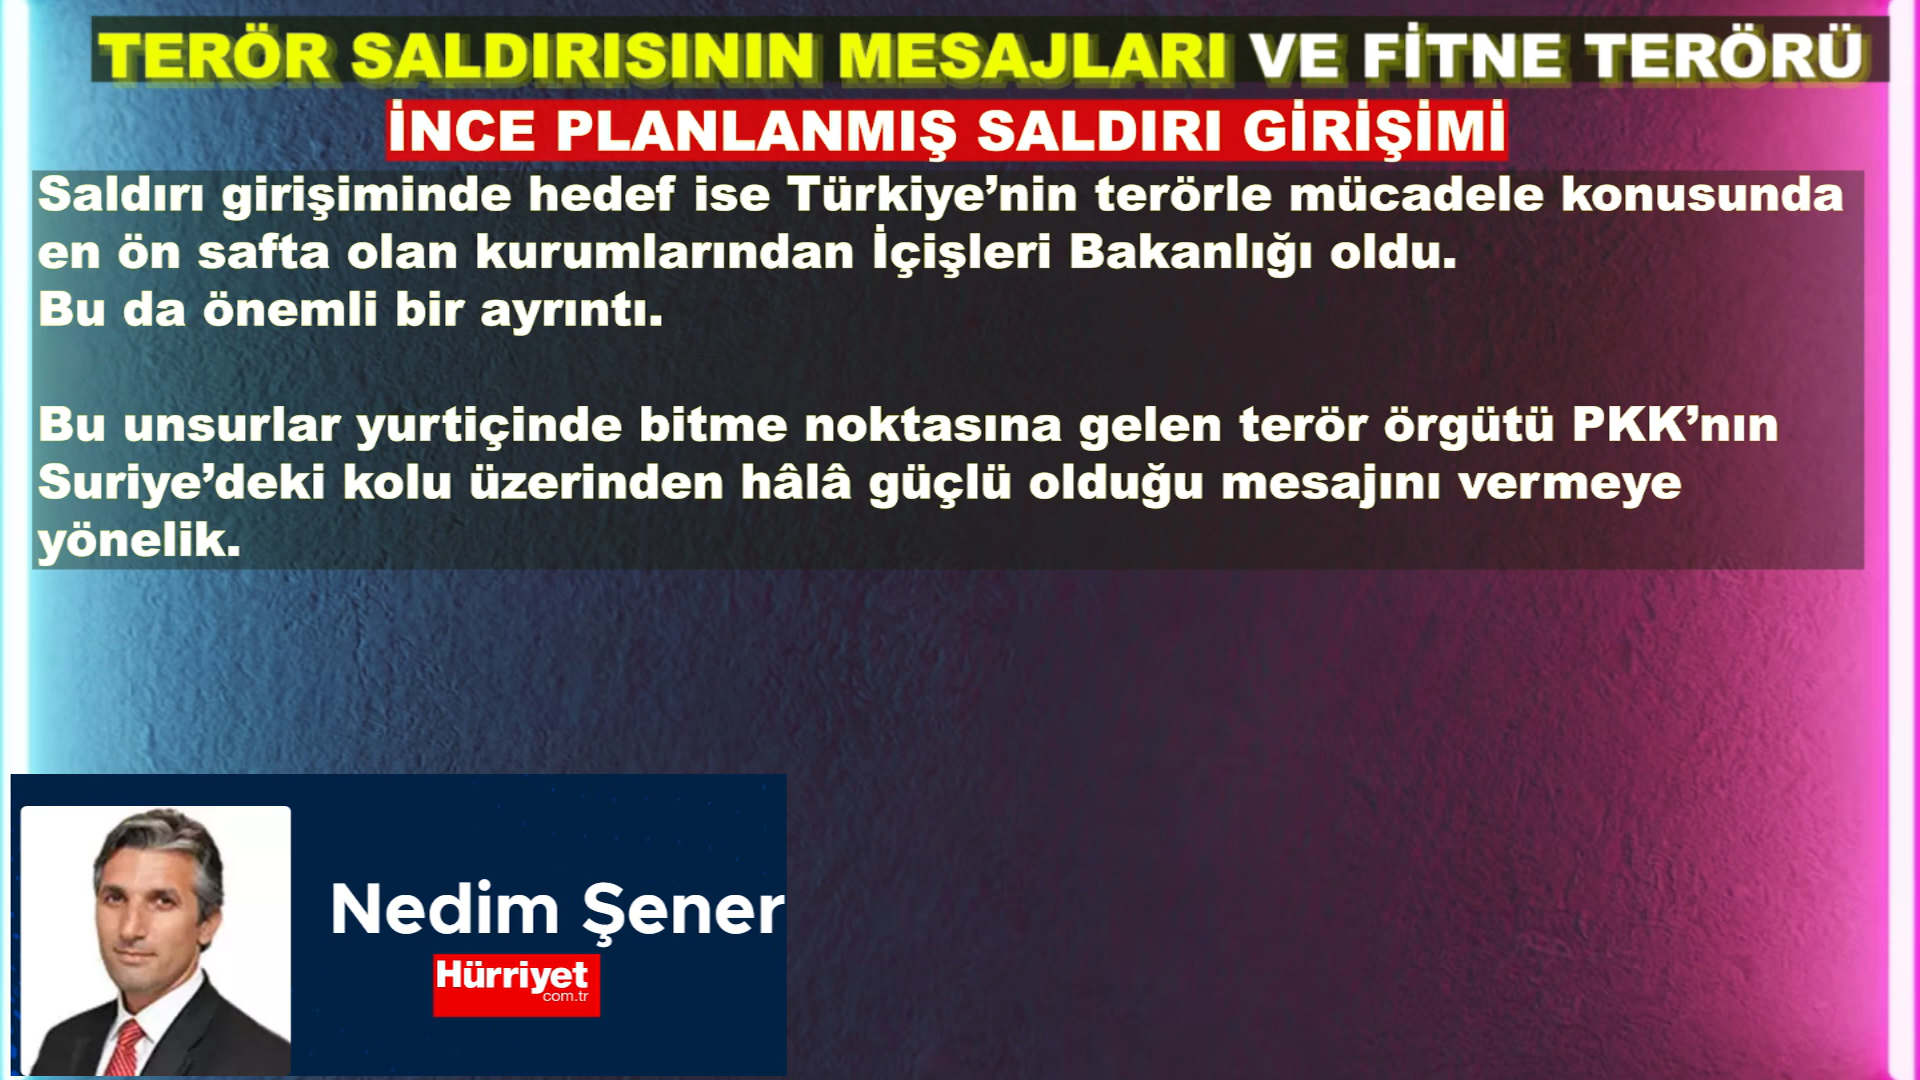 TERÖR SALDIRISININ MESAJLARI VE FİTNE TERÖRÜ
İNCE PLANLANMIŞ SALDIRI GİRİŞİMİ
Saldırı girişiminde hedef ise Türkiye’nin terörle mücadele konusunda
en ön safta olan kurumlarından İçişleri Bakanlığı oldu.
Bu da önemli bir ayrıntı.
Bu unsurlar yurtiçinde bitme noktasına gelen terör örgütü PKK’nın
Suriye’deki kolu üzerinden hâlâ güçlü olduğu mesajını vermeye
yönelik.
Nedim Şener
Hürriyet
com.tr